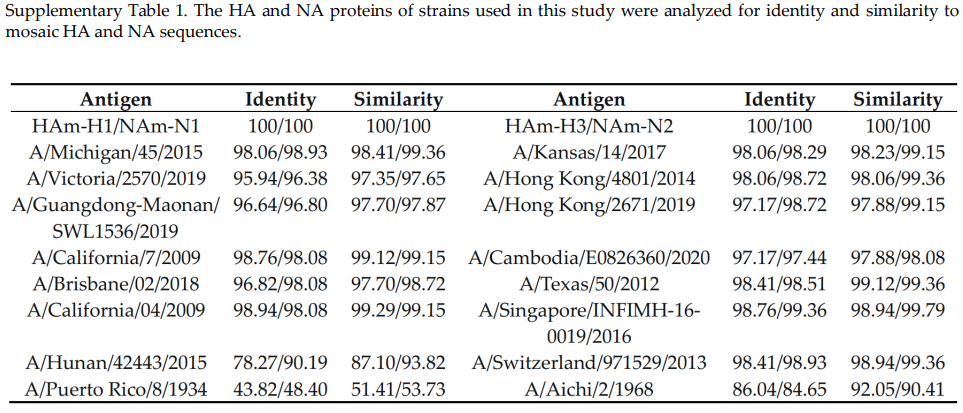 Supplementary Table 1. The HA and NA proteins of strains used in this study were analyzed for identity and similarity to
mosaic HA and NA sequences.
Antigen Identity Similarity Antigen Identity Similarity
HAm-H1/NAm-N1 100/100 100/100 HAm-H3/NAm-N2 100/100 100/100
A/Michigan/45/2015 98.06/98.93 98.41/99.36 A/Kansas/14/2017 98.06/98.29 98.23/99.15
A/Victoria/2570/2019 95.94/96.38 97.35/97.65 A/Hong Kong/4801/2014 98.06/98.72 98.06/99.36
A/Guangdong-Maonan/ 96.64/96.80 97.70/97.87 A/Hong Kong/2671/2019 97.17/98.72 97.88/99.15
SWL1536/2019
A/California/7/2009 98.76/98.08 99.12/99.15 A/Cambodia/E0826360/2020 97.17/97.44 97.88/98.08
A/Brisbane/02/2018 96.82/98.08 97.70/98.72 A/Texas/50/2012 98.41/98.51 99.12/99.36
A/California/04/2009 98.94/98.08 99.29/99.15 A/Singapore/INFIMH-16- 98.76/99.36 98.94/99.79
0019/2016
A/Hunan/42443/2015 78.27/90.19 87.10/93.82 A/Switzerland/971529/2013 98.41/98.93 98.94/99.36
A/Puerto Rico/8/1934 43.82/48.40 51.41/53.73 A/Aichi/2/1968 86.04/84.65 92.05/90.41